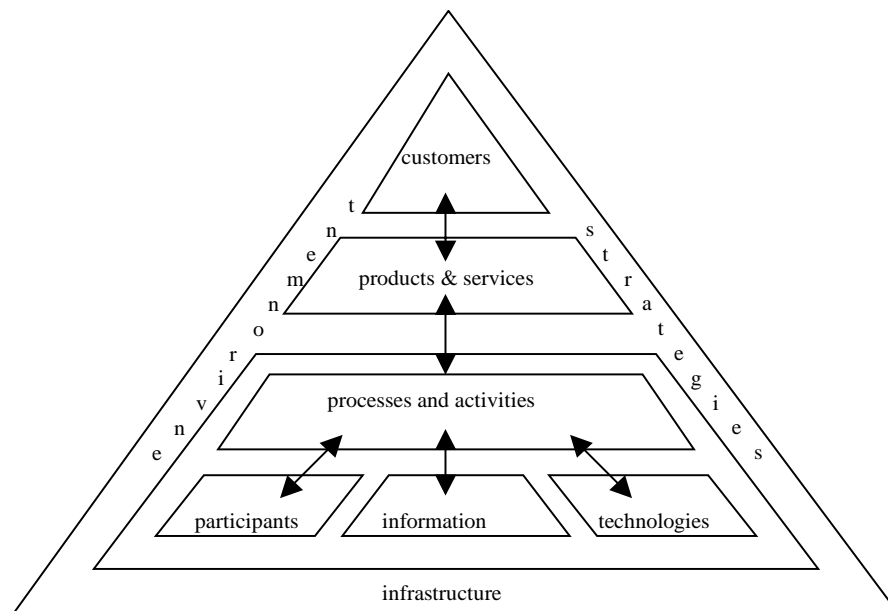 customers
environment
strategies
products & services
processes and activities
participants
information
technologies
infrastructure